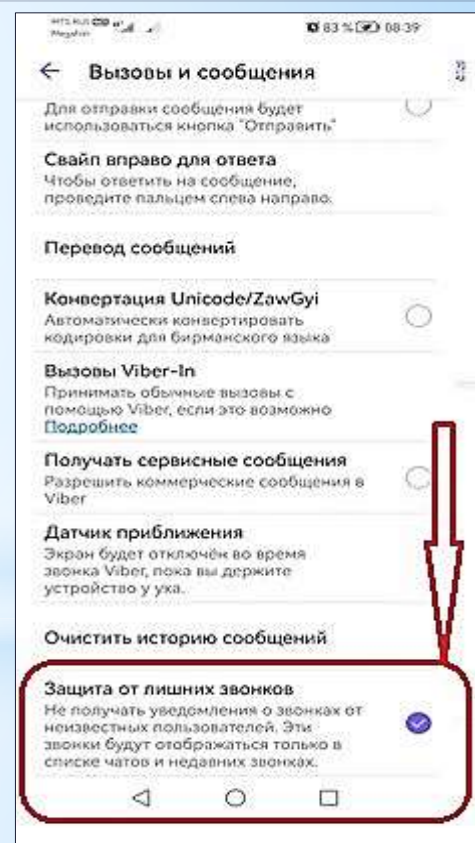 MTS RUS
Megafon
83 % 08:39
Вызовы и сообщения
Для отправки сообщения будет
использоваться кнопка "Отправить"
Свайп вправо для ответа
Чтобы ответить на сообщение,
проведите пальцем слева направо.
Перевод сообщений
Конвертация Unicode/ZawGyi
Автоматически конвертировать
кодировки для бирманского языка
Вызовы Viber-In
Принимать обычные вызовы с
помощью Viber, если это возможно
Подробнее
Получать сервисные сообщения
Разрешить коммерческие сообщения в
Viber
Датчик приближения
Экран будет отключён во время
звонка Viber, пока вы держите
устройство у уха.
Очистить историю сообщений
Защита от лишних звонков
Не получать уведомления о звонках от
неизвестных пользователей. Эти
звонки будут отображаться только в
списке чатов и недавних звонках.